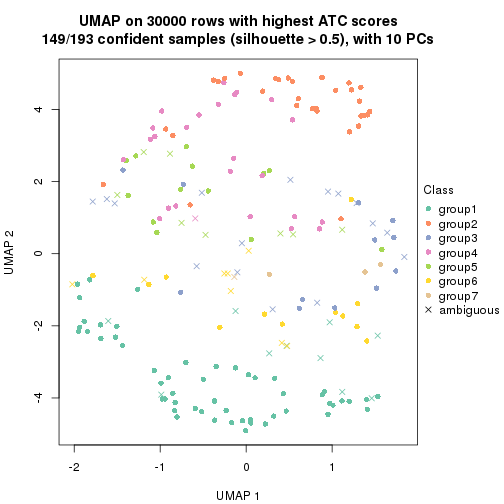 UMAP on 30000 rows with highest ATC scores
149/193 confident samples (silhouette > 0.5), with 10 PCs
4
2
0
-2
-4
UMAP 2
-2
-1
0
1
UMAP 1
Class
group1
group2
group3
group4
group5
group6
group7
ambiguous